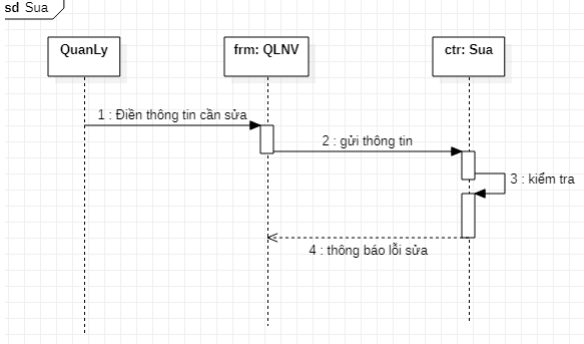 sd Sua
QuanLy
frm: QLNV
ctr: Sua
1 : Điền thông tin cần sửa
2 : gửi thông tin
3 : kiểm tra
4 : thông báo lỗi sửa